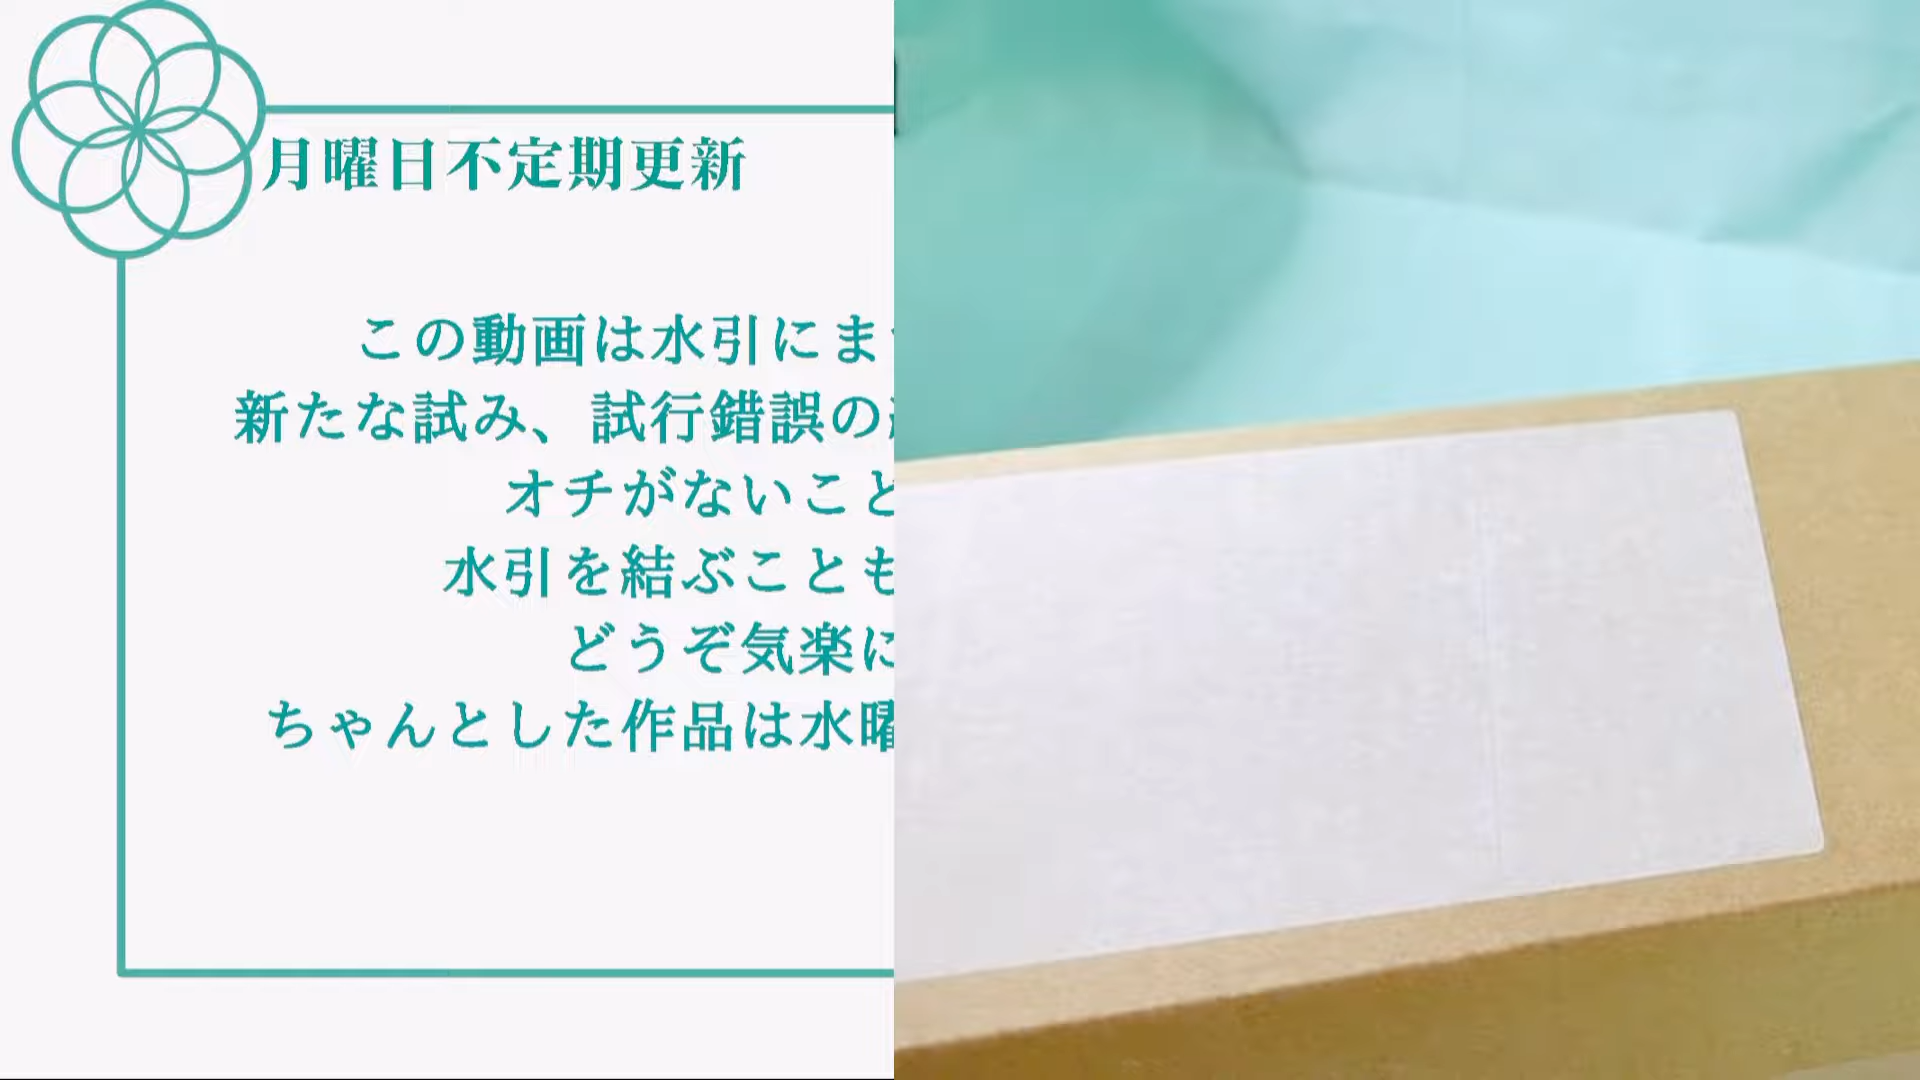 月曜日不定期更新
この動画は水引にま
新たな試み、試行錯誤の
オチがないこと
水引を結ぶことも
どうぞ気楽に
ちゃんとした作品は水曜